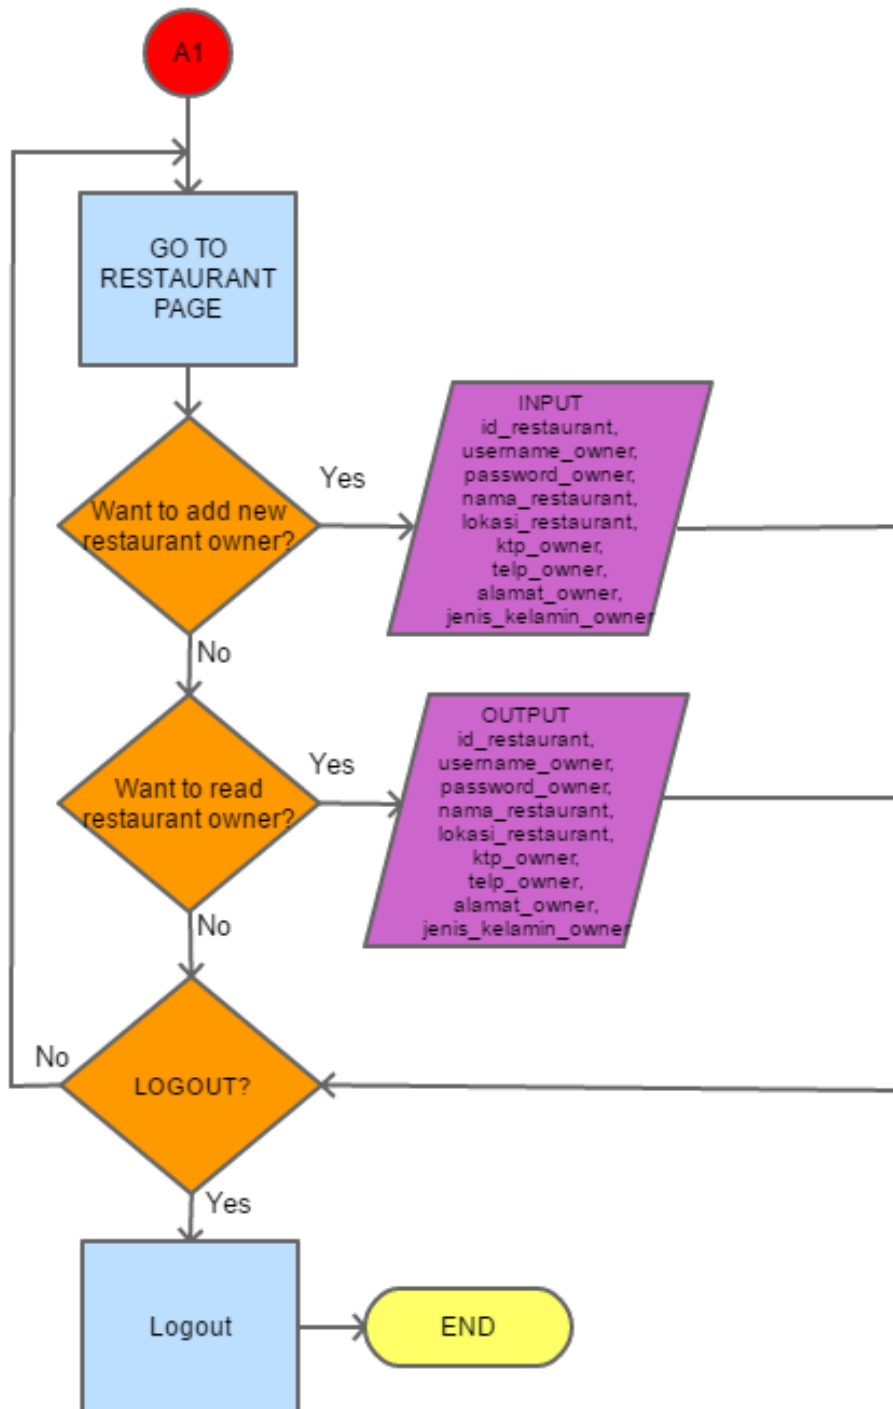 A1
GO TO
RESTAURANT
PAGE
Want to add new
restaurant owner?
Yes
INPUT
id_restaurant,
username_owner,
password_owner,
nama_restaurant,
lokasi_restaurant,
ktp_owner,
telp_owner,
alamat_owner,
jenis_kelamin_owner
No
Want to read
restaurant owner?
Yes
OUTPUT
id_restaurant,
username_owner,
password_owner,
nama_restaurant,
lokasi_restaurant,
ktp_owner,
telp_owner,
alamat_owner,
jenis_kelamin_owner
No
No
LOGOUT?
Yes
Logout
END